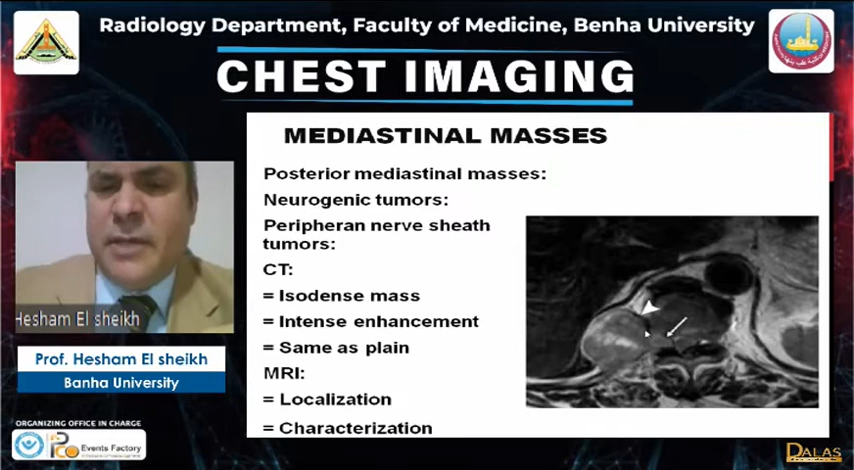 Radiology Department, Faculty of Medicine, Benha University
CHEST IMAGING
MEDIASTINAL MASSES
Posterior mediastinal masses:
Neurogenic tumors:
Peripheran nerve sheath
tumors:
CT:
= Isodense mass
= Intense enhancement
= Same as plain
MRI:
= Localization
= Characterization
Hesham El sheikh
Prof. Hesham El sheikh
Banha University
ORGANIZING OFFICE IN CHARGE
PCO Events Factory
DALAS